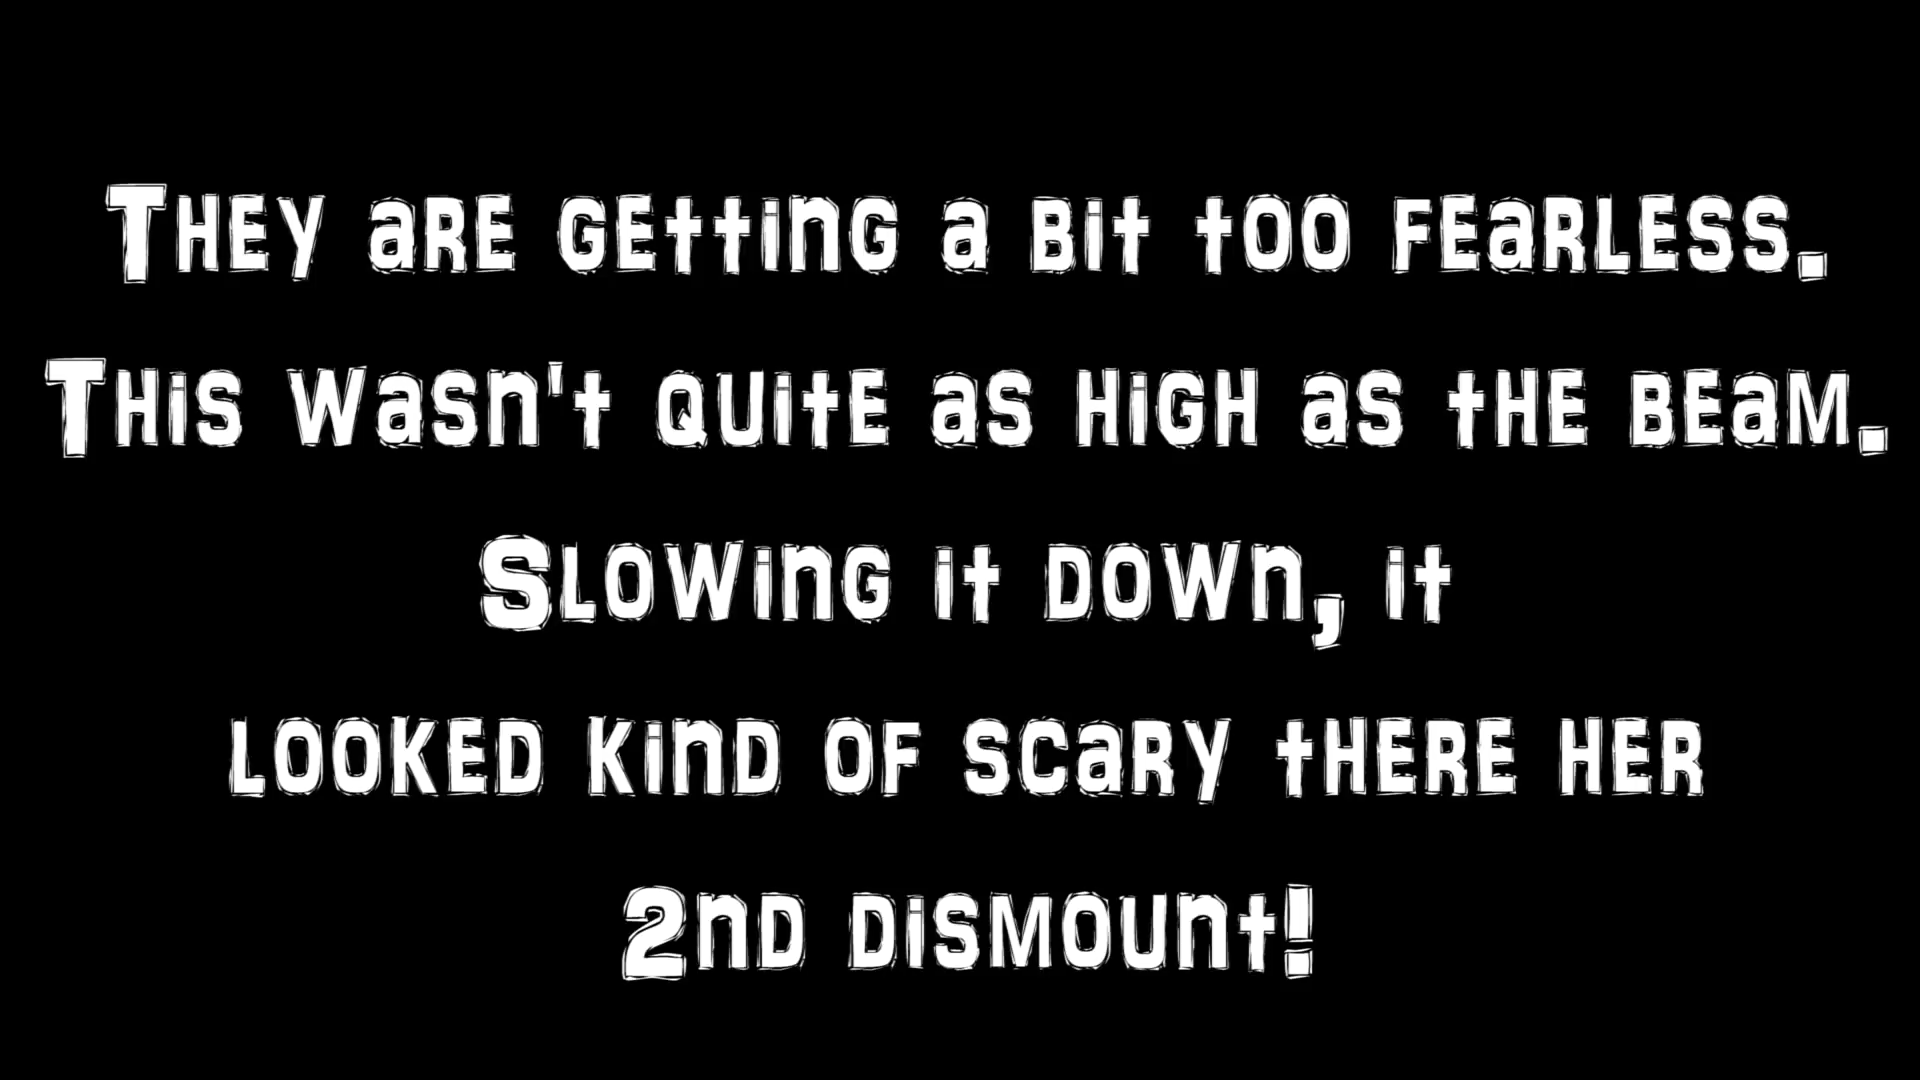 They are getting a bit too fearless.
This wasn't quite as high as the beam.
Slowing it down, it
looked kind of scary there her
2nd dismount!